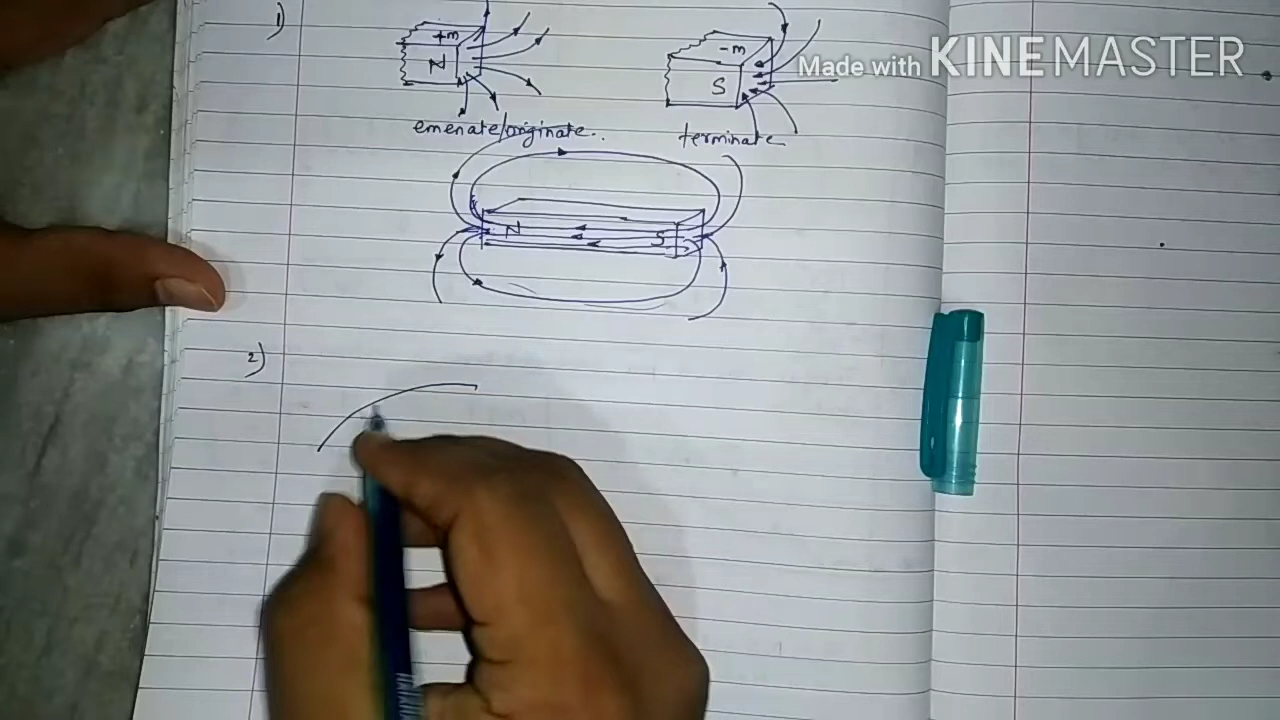 1)
+m
N
-m
S
Made with KINEMASTER
emenate/originate.
terminate
N
S
2)